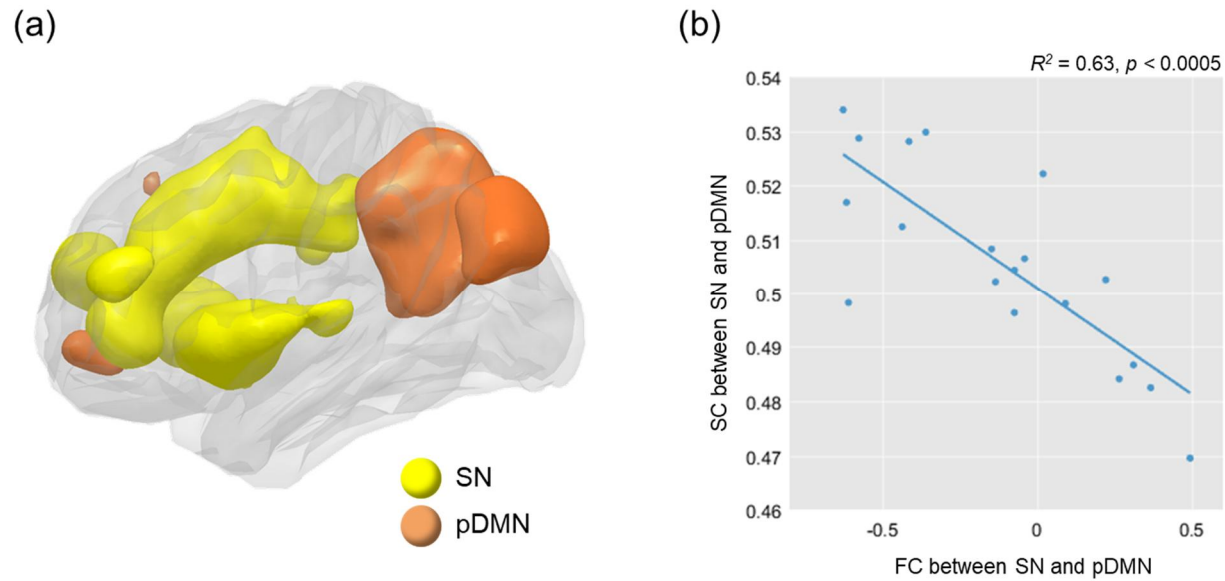 (a)
SN
pDMN
(b)
R² = 0.63, p < 0.0005
SC between SN and pDMN
0.54
0.53
0.52
0.51
0.5
0.49
0.48
0.47
0.46
-0.5
0
0.5
FC between SN and pDMN